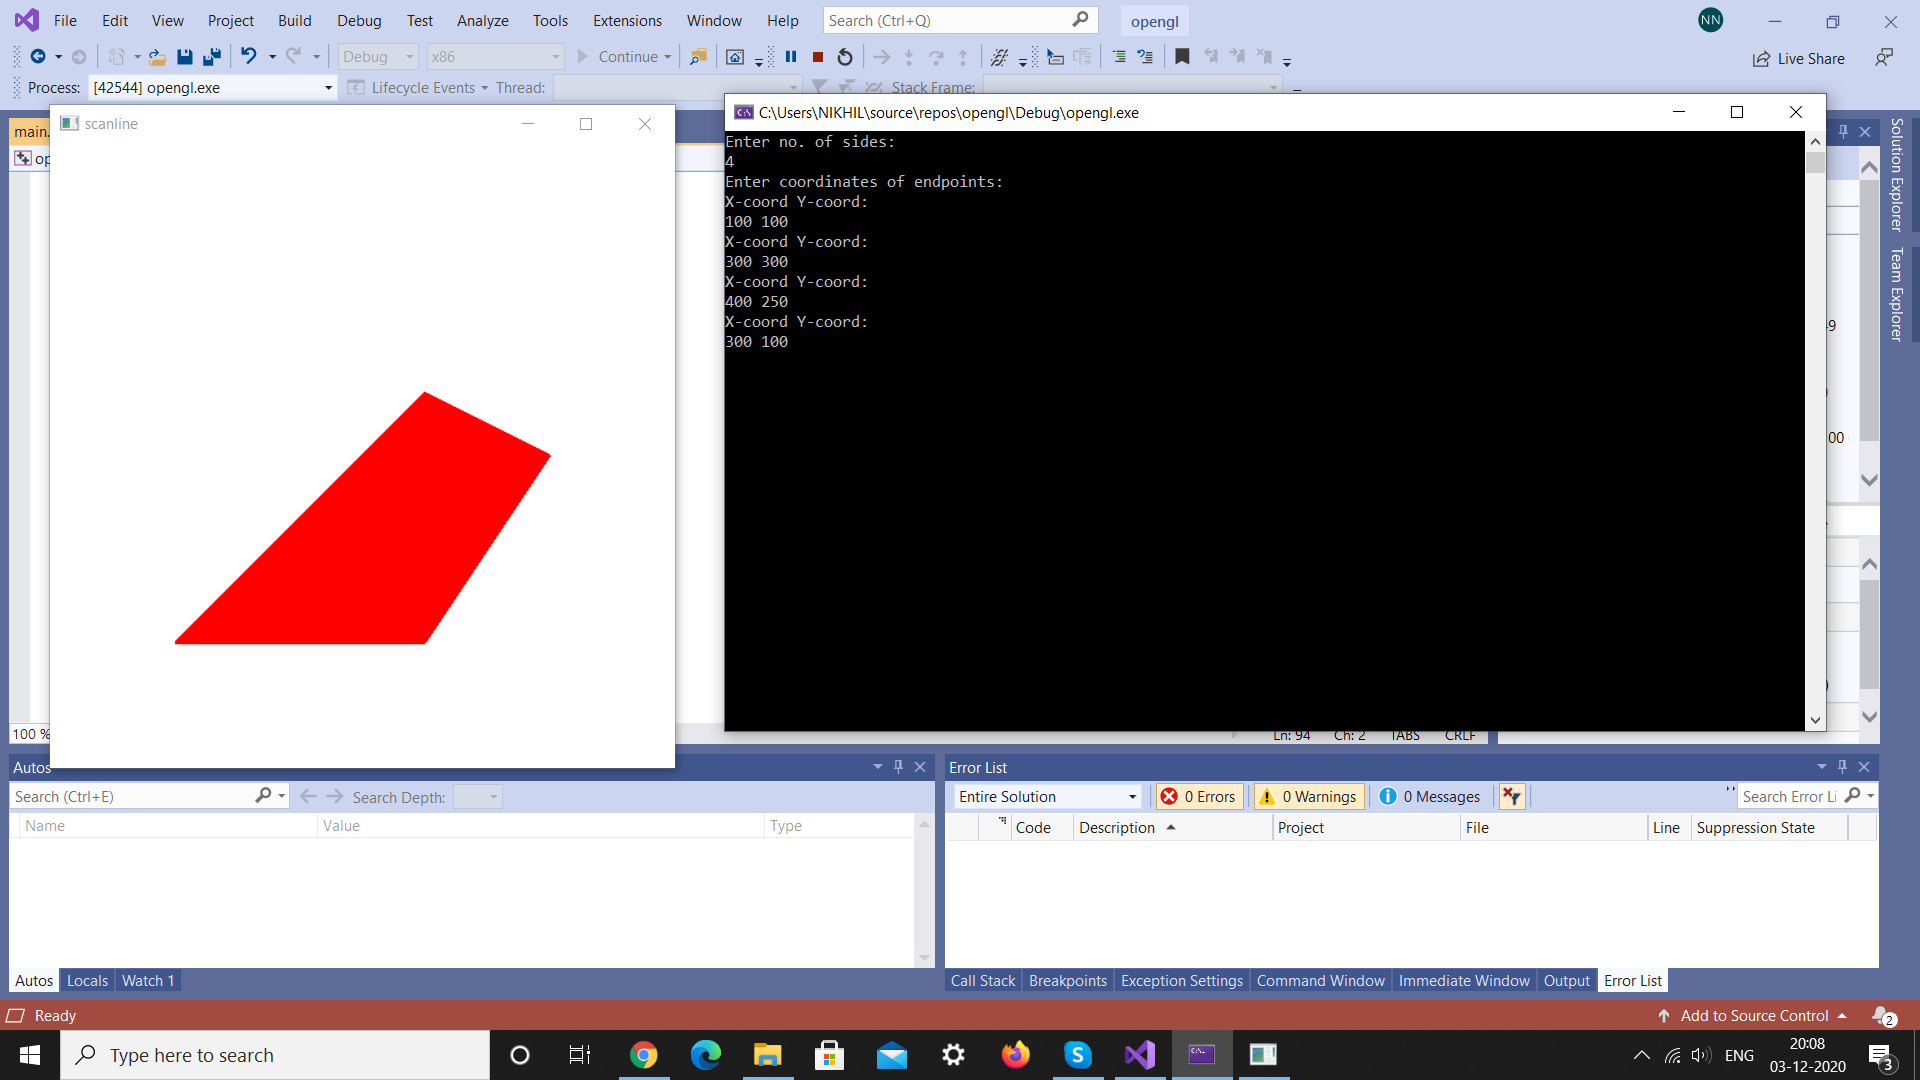 File Edit View Project Build Debug Test Analyze Tools Extensions Window Help Search (Ctrl+Q) opengl NN
Debug x86 Continue Live Share
Process: [42544] opengl.exe Lifecycle Events Thread: Stack Frame:
scanline
C:\Users\NIKHIL\source\repos\opengl\Debug\opengl.exe
main.
op
Enter no. of sides:
4
Enter coordinates of endpoints:
X-coord Y-coord:
100 100
X-coord Y-coord:
300 300
X-coord Y-coord:
400 250
X-coord Y-coord:
300 100
Solution Explorer
Team Explorer
9
00
100 %
Ln: 94 Ch: 2 TABS CRLF
Autos
Search (Ctrl+E) Search Depth:
Name Value Type
Autos Locals Watch 1
Error List
Entire Solution 0 Errors 0 Warnings 0 Messages Search Error Li
Code Description Project File Line Suppression State
Call Stack Breakpoints Exception Settings Command Window Immediate Window Output Error List
Ready Add to Source Control 2
Type here to search
ENG 20:08
03-12-2020 3